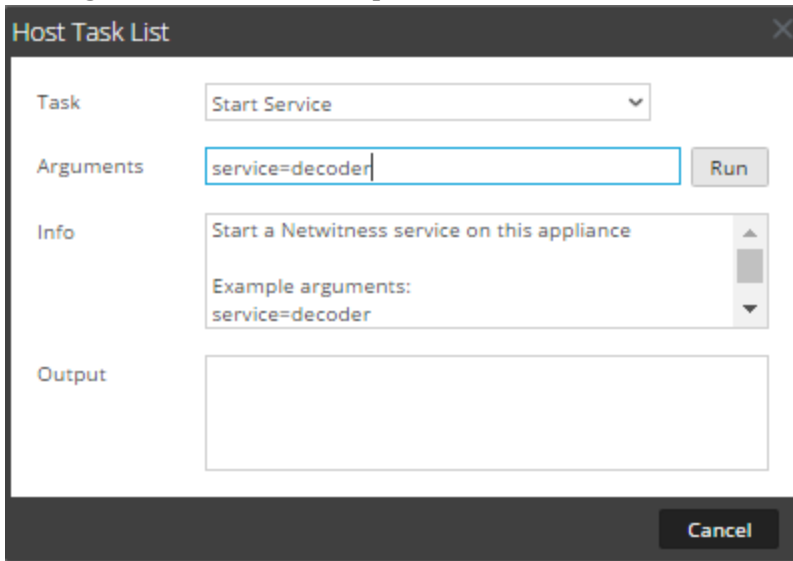 Host Task List
Task
Start Service
Arguments
service=decoder
Run
Info
Start a Netwitness service on this appliance
Example arguments:
service=decoder
Output
Cancel